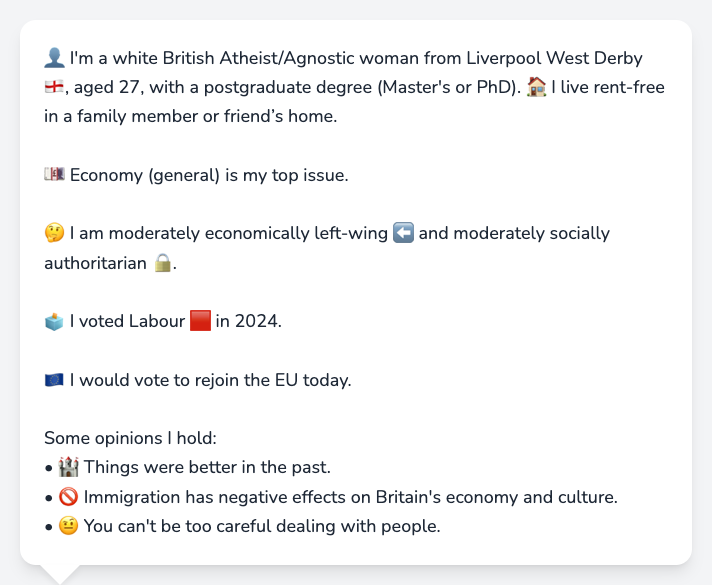 👤 I'm a white British Atheist/Agnostic woman from Liverpool West Derby
🏴󠁧󠁢󠁥󠁮󠁧󠁿, aged 27, with a postgraduate degree (Master's or PhD). 🏠 I live rent-free
in a family member or friend’s home.
💷 Economy (general) is my top issue.
🤔 I am moderately economically left-wing ⬅️ and moderately socially
authoritarian 🔒.
🗳️ I voted Labour 🟥 in 2024.
🇪🇺 I would vote to rejoin the EU today.
Some opinions I hold:
• 🏰 Things were better in the past.
• 🚫 Immigration has negative effects on Britain's economy and culture.
• 🤨 You can't be too careful dealing with people.